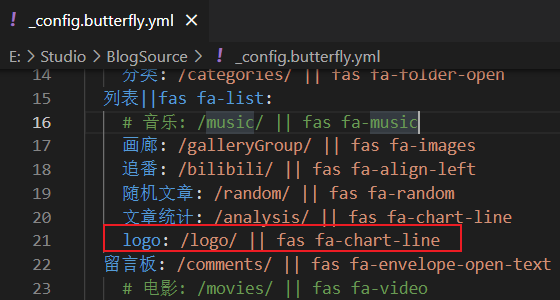 ! _config.butterfly.yml ×
E: > Studio > BlogSource > ! _config.butterfly.yml
14 分类: /categories/ || fas fa-folder-open
15 列表||fas fa-list:
16 # 音乐: /music/ || fas fa-music
17 画廊: /galleryGroup/ || fas fa-images
18 追番: /bilibili/ || fas fa-align-left
19 随机文章: /random/ || fas fa-random
20 文章统计: /analysis/ || fas fa-chart-line
21 logo: /logo/ || fas fa-chart-line
22 留言板: /comments/ || fas fa-envelope-open-text
23 # 电影: /movies/ || fas fa-video